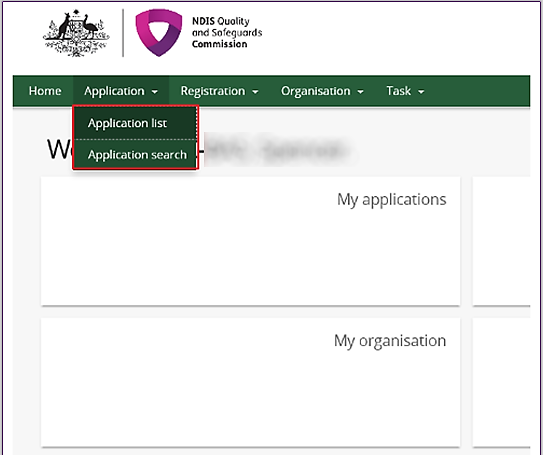 NDIS Quality
and Safeguards
Commission
Home Application Registration Organisation Task
Application list
Application search
My applications
My organisation